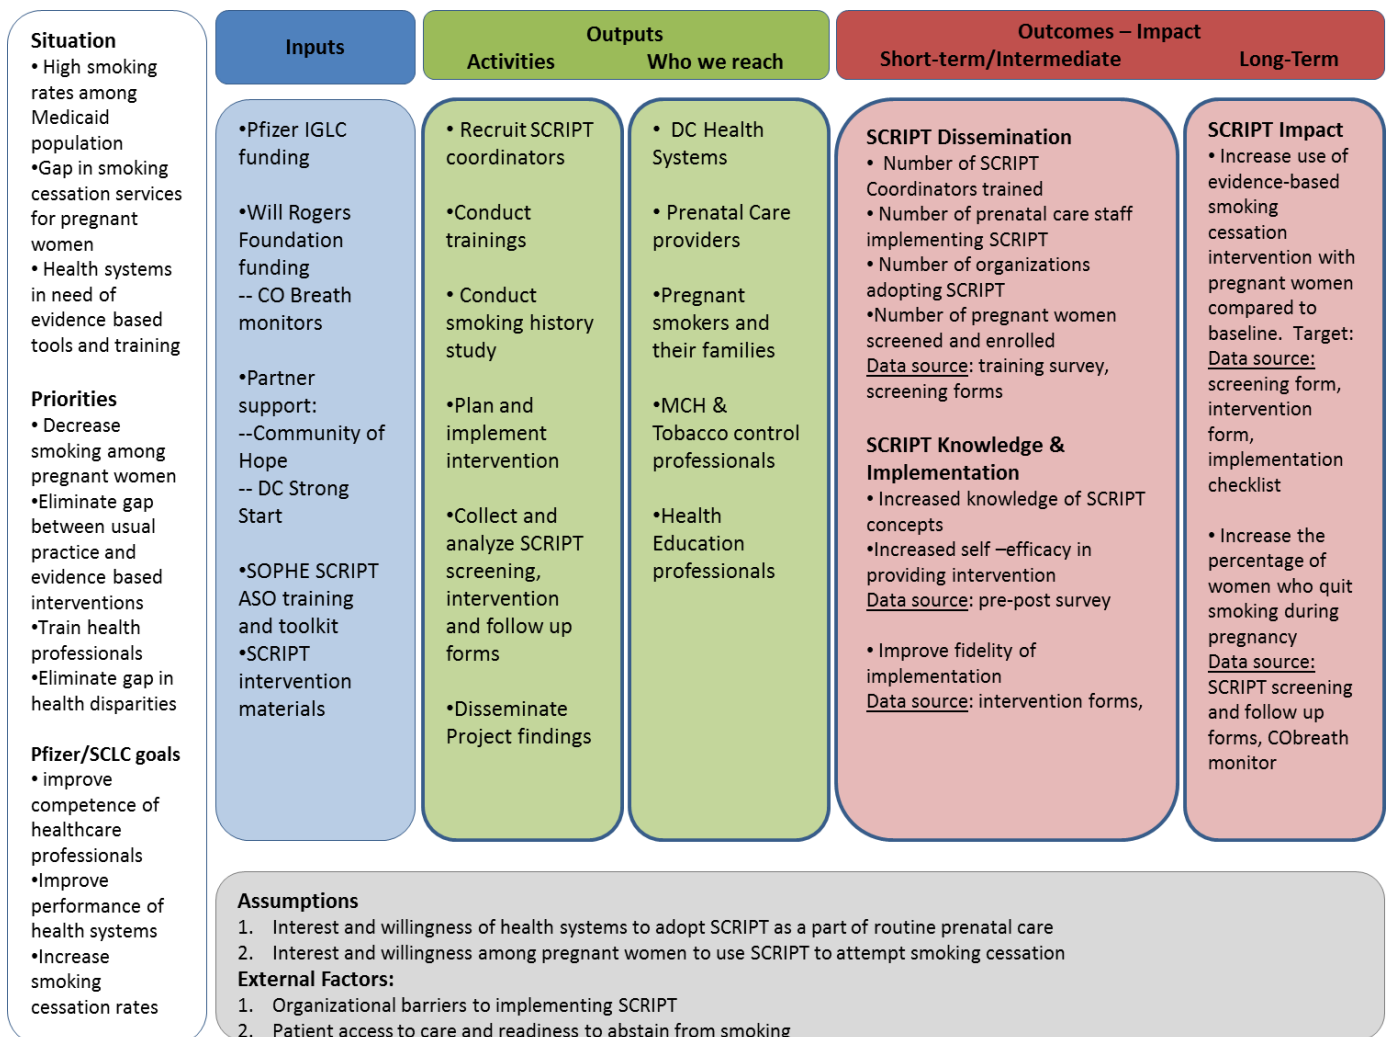 Situation
• High smoking
rates among
Medicaid
population
•Gap in smoking
cessation services
for pregnant
women
• Health systems
in need of
evidence based
tools and training
Priorities
• Decrease
smoking among
pregnant women
•Eliminate gap
between usual
practice and
evidence based
interventions
•Train health
professionals
•Eliminate gap in
health disparities
Pfizer/SCLC goals
• improve
competence of
healthcare
professionals
•Improve
performance of
health systems
•Increase
smoking
cessation rates
Inputs
•Pfizer IGLC
funding
•Will Rogers
Foundation
funding
-- CO Breath
monitors
•Partner
support:
--Community of
Hope
-- DC Strong
Start
•SOPHE SCRIPT
ASO training
and toolkit
•SCRIPT
intervention
materials
Outputs
Activities
Who we reach
• Recruit SCRIPT
coordinators
•Conduct
trainings
• Conduct
smoking history
study
•Plan and
implement
intervention
•Collect and
analyze SCRIPT
screening,
intervention
and follow up
forms
•Disseminate
Project findings
• DC Health
Systems
• Prenatal Care
providers
•Pregnant
smokers and
their families
•MCH &
Tobacco control
professionals
•Health
Education
professionals
Outcomes – Impact
Short-term/Intermediate
Long-Term
SCRIPT Dissemination
• Number of SCRIPT
Coordinators trained
• Number of prenatal care staff
implementing SCRIPT
• Number of organizations
adopting SCRIPT
•Number of pregnant women
screened and enrolled
Data source: training survey,
screening forms
SCRIPT Knowledge &
Implementation
• Increased knowledge of SCRIPT
concepts
•Increased self –efficacy in
providing intervention
Data source: pre-post survey
• Improve fidelity of
implementation
Data source: intervention forms,
SCRIPT Impact
• Increase use of
evidence-based
smoking
cessation
intervention with
pregnant women
compared to
baseline. Target:
Data source:
screening form,
intervention
form,
implementation
checklist
• Increase the
percentage of
women who quit
smoking during
pregnancy
Data source:
SCRIPT screening
and follow up
forms, CObreath
monitor
Assumptions
1. Interest and willingness of health systems to adopt SCRIPT as a part of routine prenatal care
2. Interest and willingness among pregnant women to use SCRIPT to attempt smoking cessation
External Factors:
1. Organizational barriers to implementing SCRIPT
2. Patient access to care and readiness to abstain from smoking